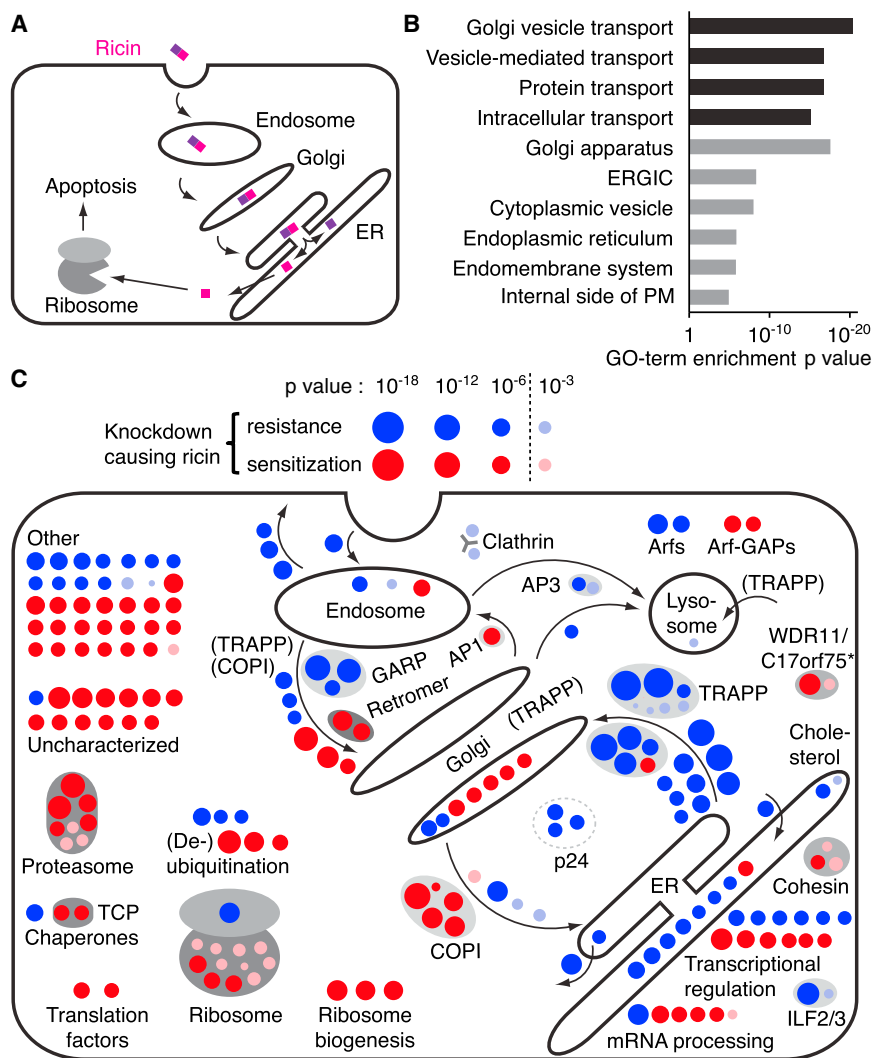 A
Ricin
Endosome
Golgi
Apoptosis
ER
Ribosome
B
Golgi vesicle transport
Vesicle-mediated transport
Protein transport
Intracellular transport
Golgi apparatus
ERGIC
Cytoplasmic vesicle
Endoplasmic reticulum
Endomembrane system
Internal side of PM
1 10-10 10-20
GO-term enrichment p value
C
p value : 10-18 10-12 10-6 10-3
Knockdown
causing ricin
resistance
sensitization
Other
Clathrin
Arfs
Arf-GAPs
Endosome
AP3
Lyso-
some
(TRAPP)
(TRAPP)
(COPI)
GARP
AP1
Retromer
WDR11/
C17orf75*
TRAPP
Uncharacterized
Golgi
(TRAPP)
Chole-
sterol
Proteasome
(De-)
ubiquitination
p24
ER
Cohesin
TCP
Chaperones
COPI
Transcriptional
regulation
Translation
factors
Ribosome
Ribosome
biogenesis
ILF2/3
mRNA processing